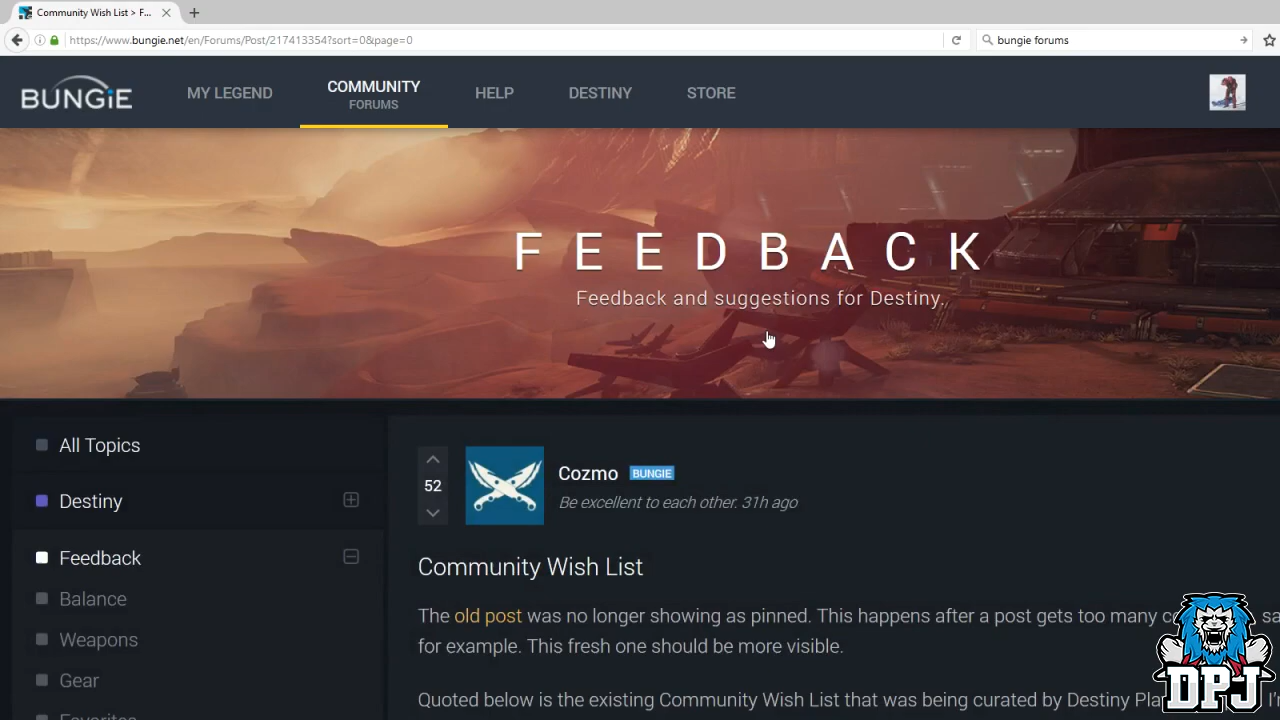 Community Wish List > F...
https://www.bungie.net/en/Forums/Post/217413354?sort=0&page=0
bungie forums
BUNGiE
MY LEGEND
COMMUNITY
FORUMS
HELP
DESTINY
STORE
FEEDBACK
Feedback and suggestions for Destiny.
All Topics
Destiny
Feedback
Balance
Weapons
Gear
Favorites
52
Cozmo BUNGIE
Be excellent to each other. 31h ago
Community Wish List
The old post was no longer showing as pinned. This happens after a post gets too many
for example. This fresh one should be more visible.
Quoted below is the existing Community Wish List that was being curated by Destiny
DPJ